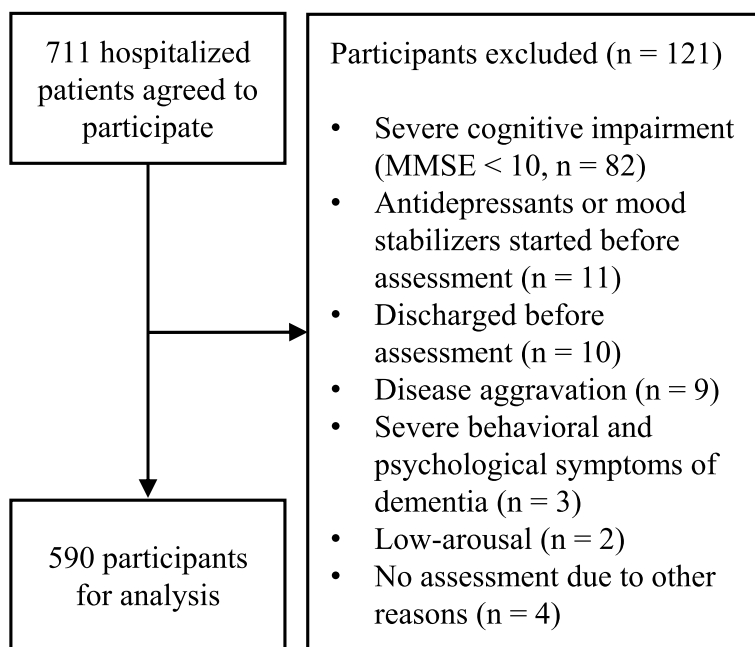 711 hospitalized
patients agreed to
participate
Participants excluded (n = 121)
• Severe cognitive impairment
(MMSE < 10, n = 82)
• Antidepressants or mood
stabilizers started before
assessment (n = 11)
• Discharged before
assessment (n = 10)
• Disease aggravation (n = 9)
• Severe behavioral and
psychological symptoms of
dementia (n = 3)
• Low-arousal (n = 2)
• No assessment due to other
reasons (n = 4)
590 participants
for analysis